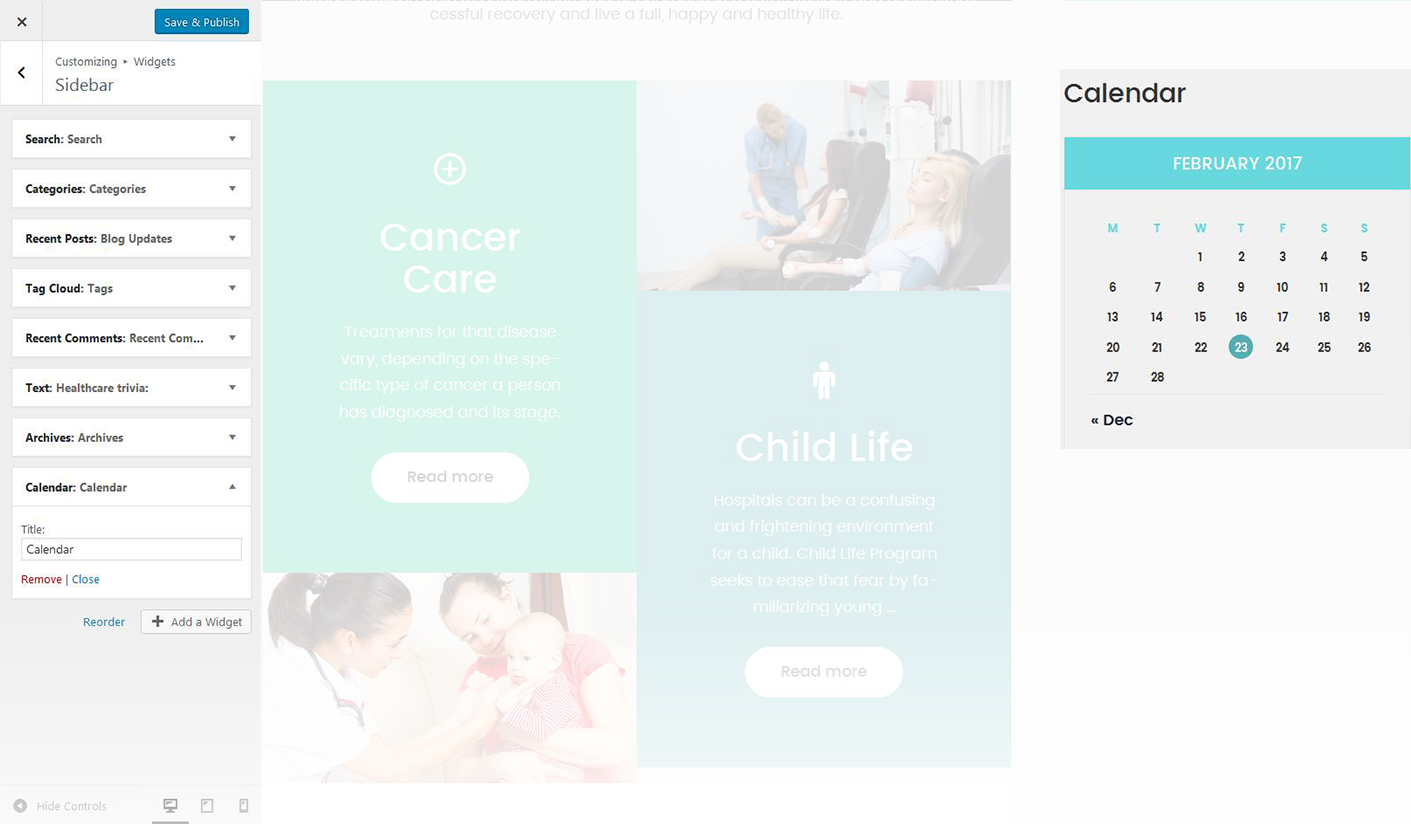 Save & Publish
Customizing ▸ Widgets
Sidebar
Search: Search
Categories: Categories
Recent Posts: Blog Updates
Tag Cloud: Tags
Recent Comments: Recent Com...
Text: Healthcare trivia:
Archives: Archives
Calendar: Calendar
Title:
Calendar
Remove | Close
Reorder
Add a Widget
Hide Controls
cessful recovery and live a full, happy and healthy life.
Cancer
Care
Treatments for that disease
vary, depending on the spe-
cific type of cancer a person
has diagnosed and its stage.
Read more
Child Life
Hospitals can be a confusing
and frightening environment
for a child. Child Life Program
seeks to ease that fear by fa-
miliarizing young ...
Read more
Calendar
FEBRUARY 2017
M T W T F S S
1 2 3 4 5
6 7 8 9 10 11 12
13 14 15 16 17 18 19
20 21 22 23 24 25 26
27 28
« Dec